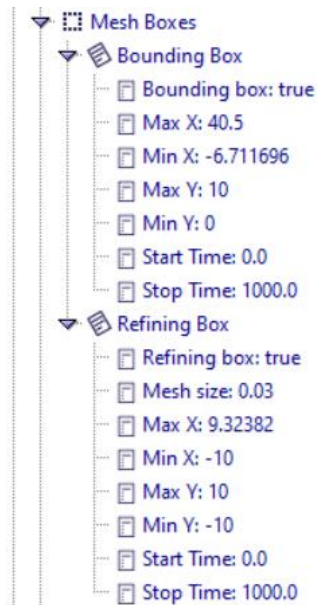 Mesh Boxes
Bounding Box
Bounding box: true
Max X: 40.5
Min X: -6.711696
Max Y: 10
Min Y: 0
Start Time: 0.0
Stop Time: 1000.0
Refining Box
Refining box: true
Mesh size: 0.03
Max X: 9.32382
Min X: -10
Max Y: 10
Min Y: -10
Start Time: 0.0
Stop Time: 1000.0